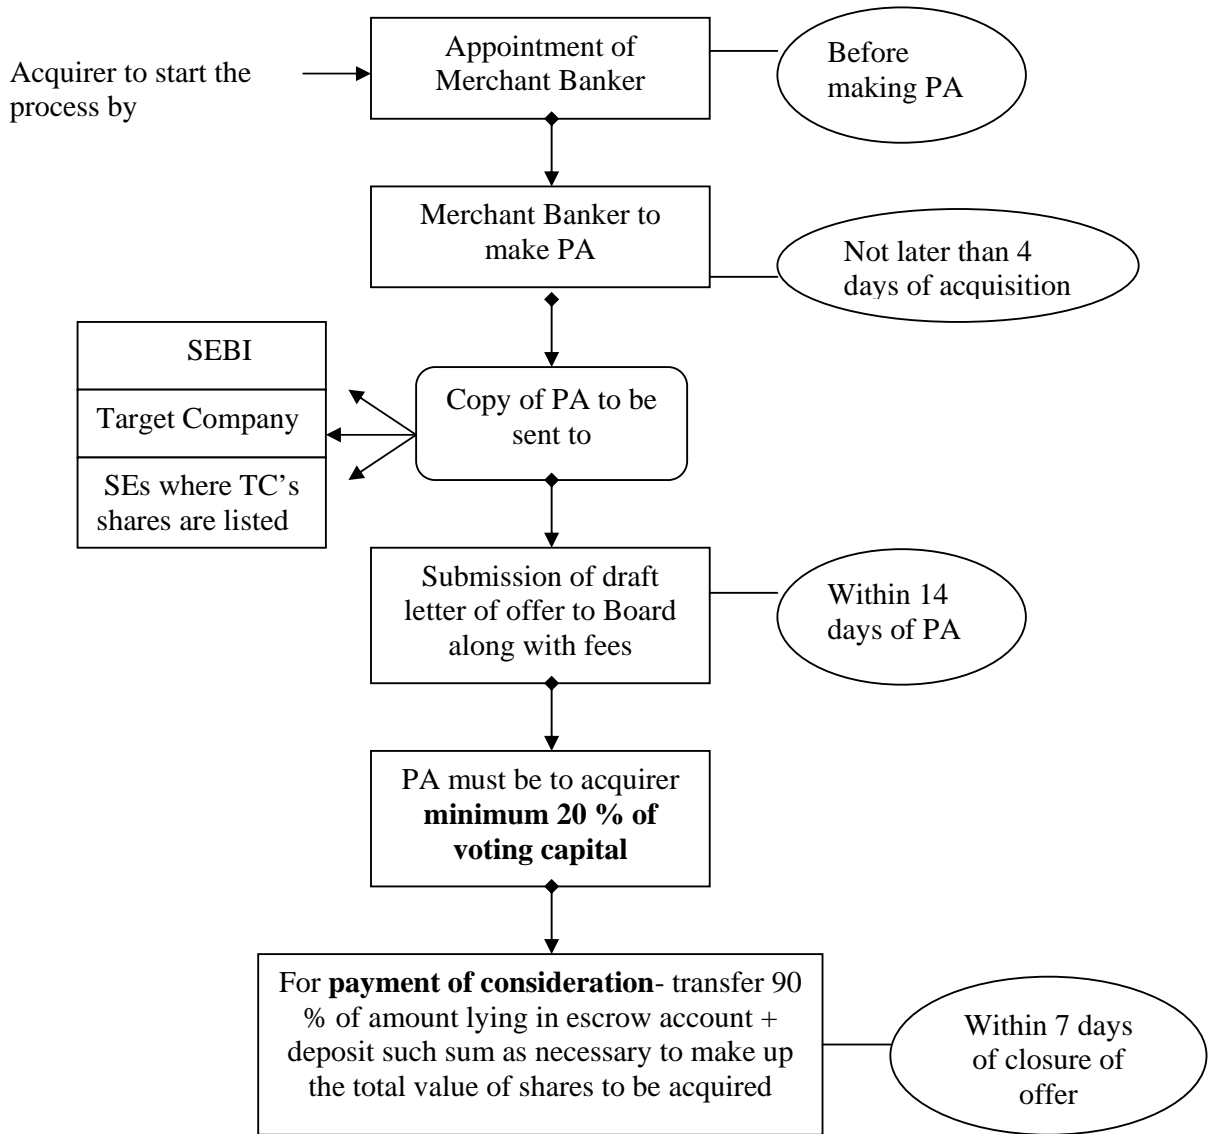 Acquirer to start the
process by
Appointment of
Merchant Banker
Before
making PA
Merchant Banker to
make PA
Not later than 4
days of acquisition
SEBI
Target Company
SEs where TC’s
shares are listed
Copy of PA to be
sent to
Submission of draft
letter of offer to Board
along with fees
Within 14
days of PA
PA must be to acquirer
minimum 20 % of
voting capital
For payment of consideration- transfer 90
% of amount lying in escrow account +
deposit such sum as necessary to make up
the total value of shares to be acquired
Within 7 days
of closure of
offer